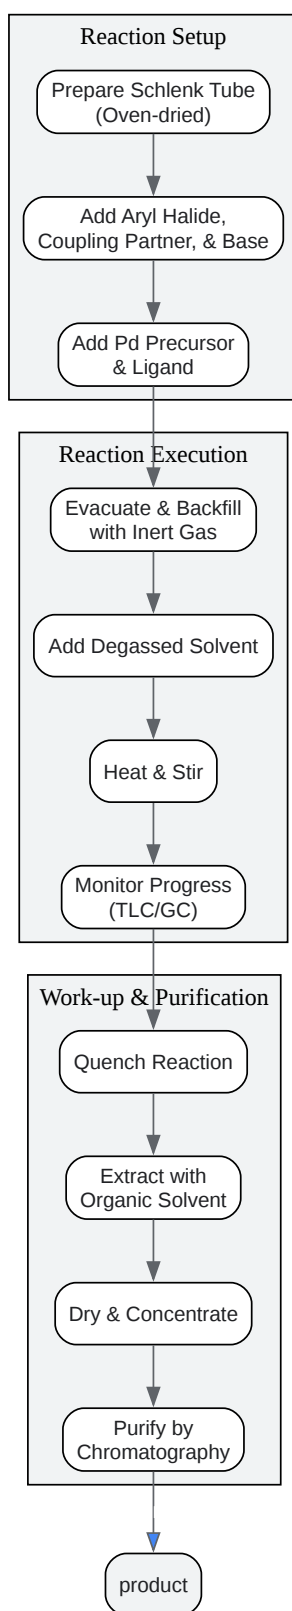 Reaction Setup
Prepare Schlenk Tube
(Oven-dried)
Add Aryl Halide,
Coupling Partner, & Base
Add Pd Precursor
& Ligand
Reaction Execution
Evacuate & Backfill
with Inert Gas
Add Degassed Solvent
Heat & Stir
Monitor Progress
(TLC/GC)
Work-up & Purification
Quench Reaction
Extract with
Organic Solvent
Dry & Concentrate
Purify by
Chromatography
product